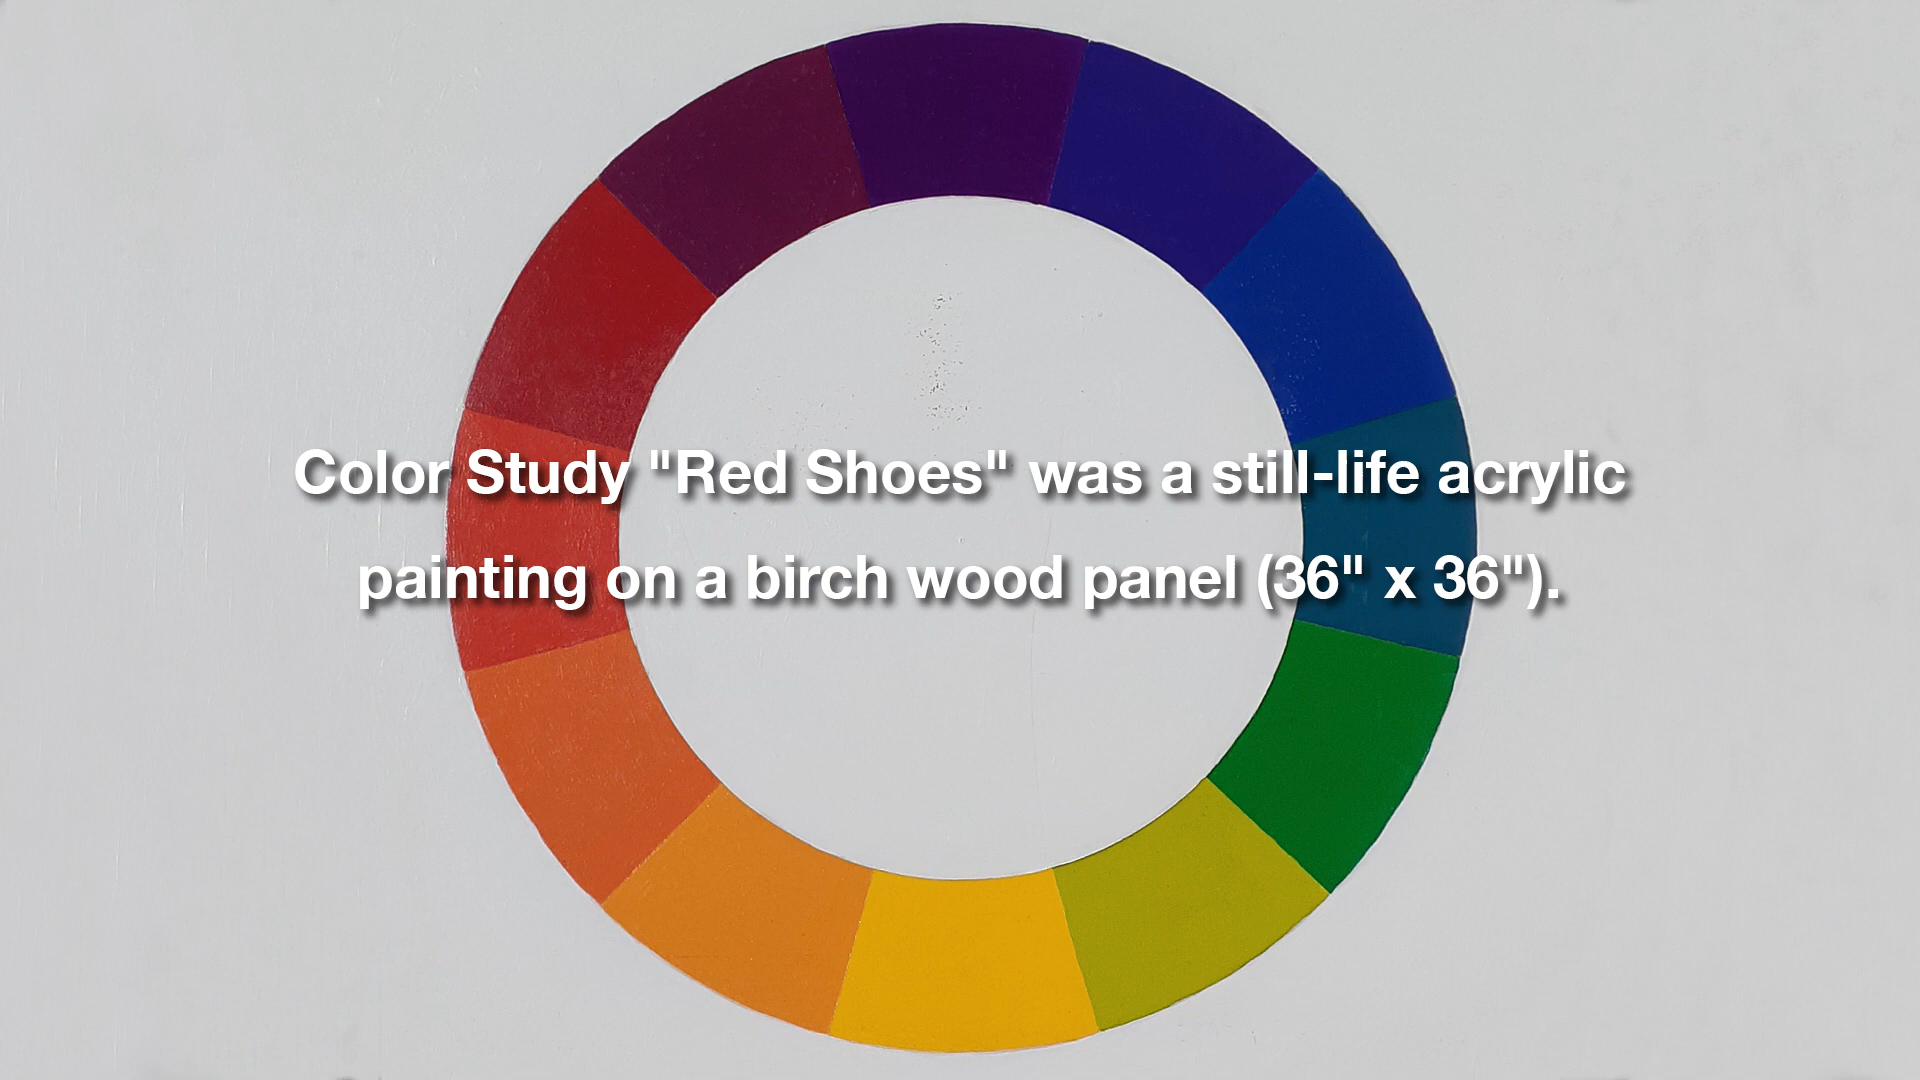 Color Study "Red Shoes" was a still-life acrylic
painting on a birch wood panel (36" x 36").